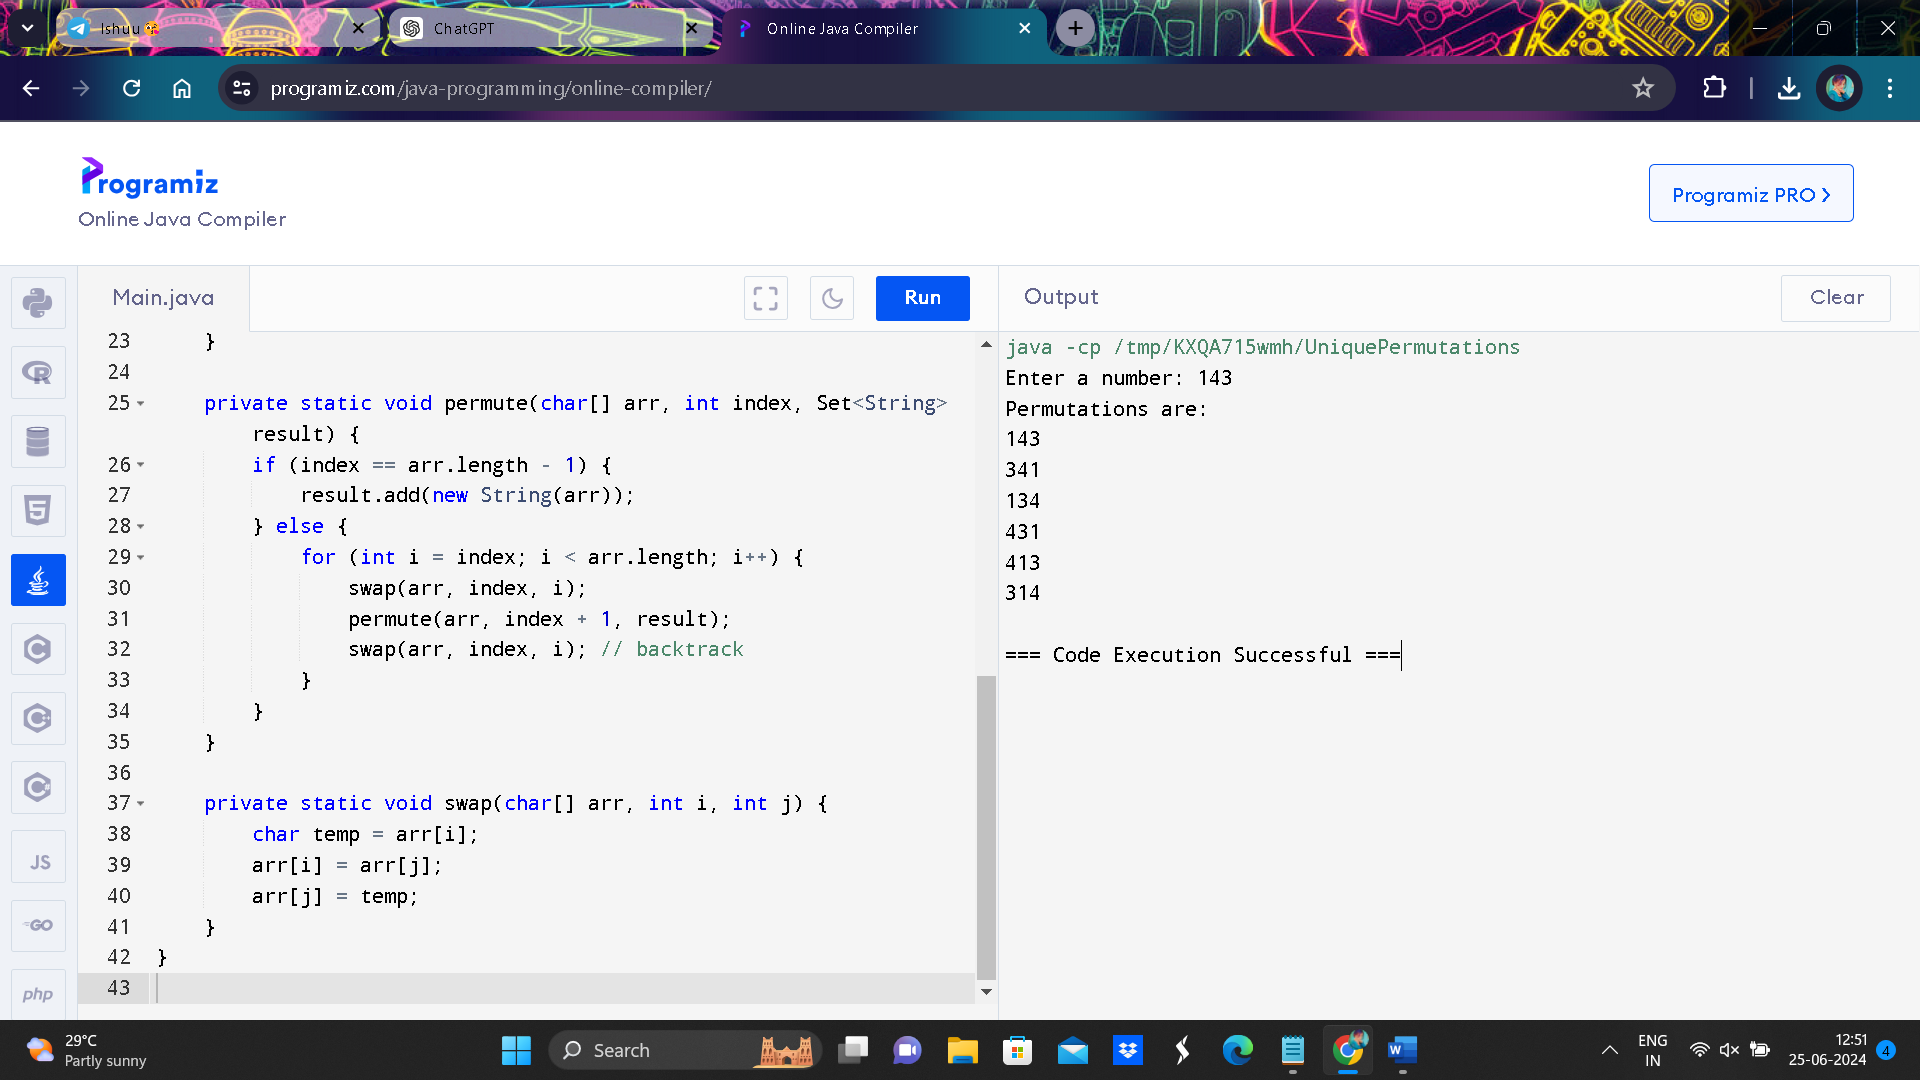 Ishuu 😘
ChatGPT
Online Java Compiler
programiz.com/java-programming/online-compiler/
Programiz
Online Java Compiler
Programiz PRO >
Main.java
Run
Output
Clear
23 }
24
25 private static void permute(char[] arr, int index, Set<String>
result) {
26 if (index == arr.length - 1) {
27 result.add(new String(arr));
28 } else {
29 for (int i = index; i < arr.length; i++) {
30 swap(arr, index, i);
31 permute(arr, index + 1, result);
32 swap(arr, index, i); // backtrack
33 }
34 }
35 }
36
37 private static void swap(char[] arr, int i, int j) {
38 char temp = arr[i];
39 arr[i] = arr[j];
40 arr[j] = temp;
41 }
42 }
43
java -cp /tmp/KXQA715wmh/UniquePermutations
Enter a number: 143
Permutations are:
143
341
134
431
413
314
=== Code Execution Successful ===
R
5
C
C++
C#
JS
GO
php
29°C
Partly sunny
Search
W
ENG
IN
12:51
25-06-2024
4